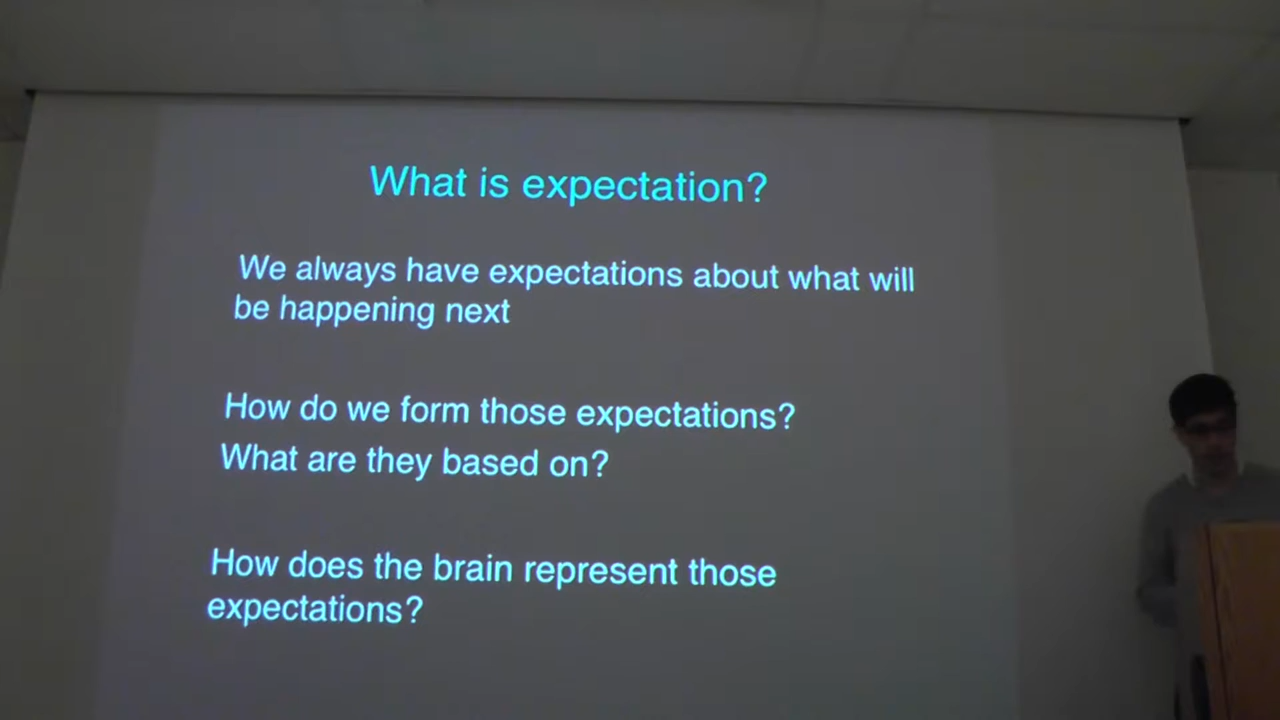 What is expectation?
We always have expectations about what will
be happening next
How do we form those expectations?
What are they based on?
How does the brain represent those
expectations?